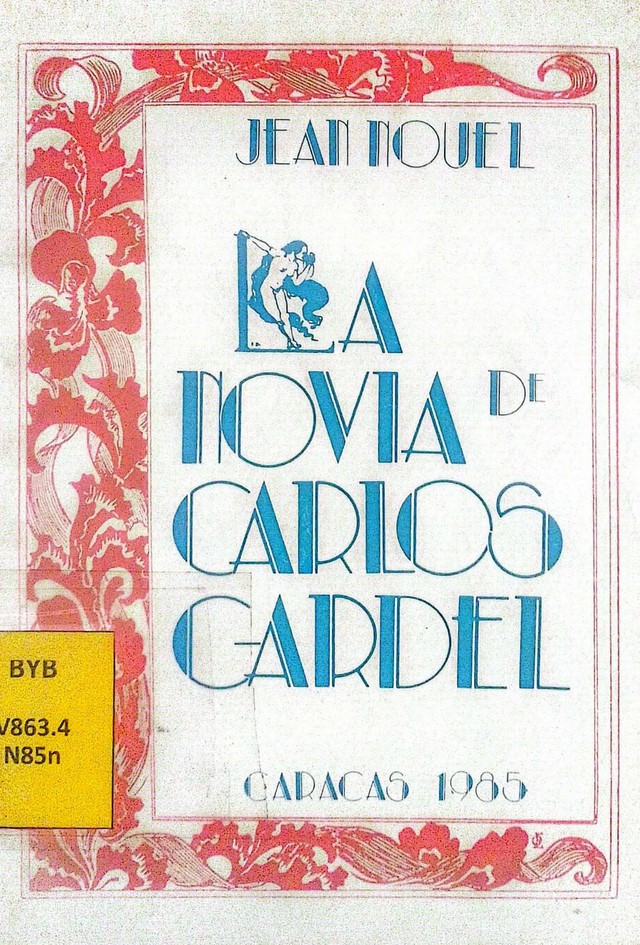 JEAN NOUEL
LA
NOVIA DE
CARLOS
GARDEL
CARACAS 1985
BYB
V863.4
N85n